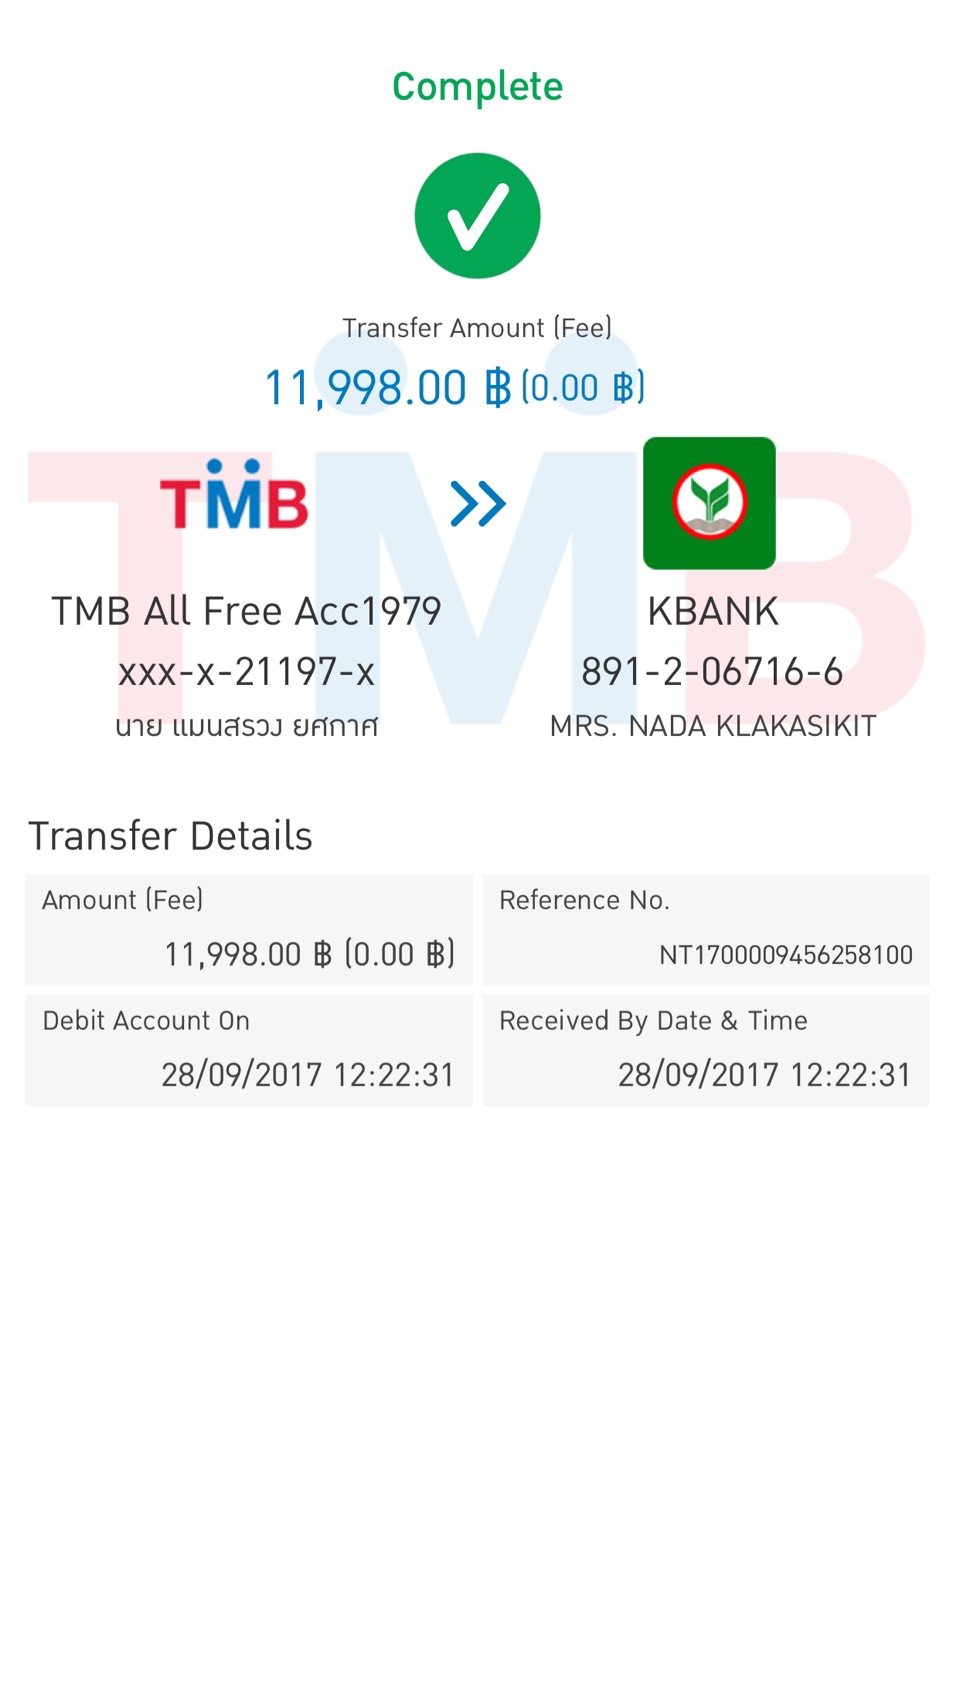 Complete
Transfer Amount (Fee)
11,998.00 ฿ (0.00 ฿)
TMB
TMB
TMB All Free Acc1979
KBANK
xxx-x-21197-x
891-2-06716-6
นาย แมนสรวง ยศกาศ
MRS. NADA KLAKASIKIT
Transfer Details
Amount (Fee)
11,998.00 ฿ (0.00 ฿)
Reference No.
NT1700009456258100
Debit Account On
28/09/2017 12:22:31
Received By Date & Time
28/09/2017 12:22:31